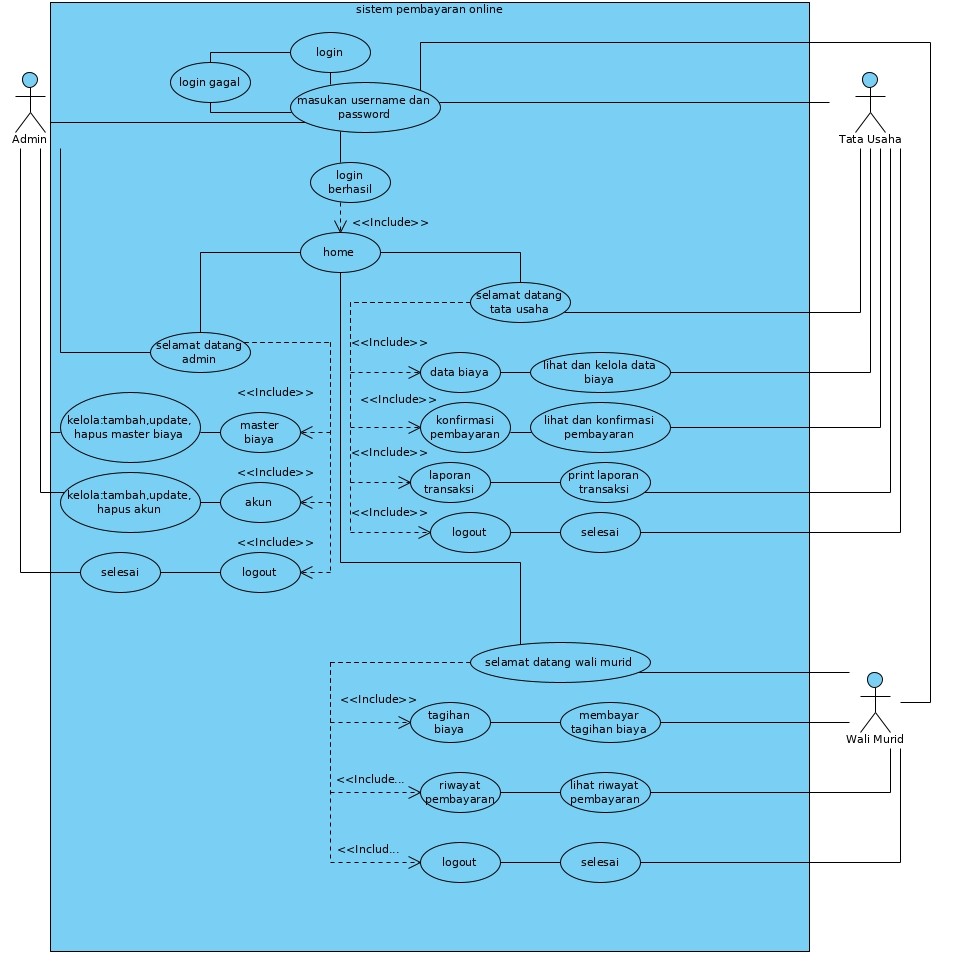 sistem pembayaran online
login
login gagal
masukan username dan
password
Admin
Tata Usaha
login
berhasil
<<Include>>
home
selamat datang
tata usaha
selamat datang
admin
<<Include>>
data biaya
lihat dan kelola data
biaya
<<Include>>
konfirmasi
pembayaran
lihat dan konfirmasi
pembayaran
<<Include>>
laporan
transaksi
print laporan
transaksi
<<Include>>
logout
selesai
<<Include>>
kelola:tambah,update,
hapus master biaya
master
biaya
<<Include>>
kelola:tambah,update,
hapus akun
akun
<<Include>>
selesai
logout
selamat datang wali murid
<<Include>>
tagihan
biaya
membayar
tagihan biaya
Wali Murid
<<Include...
riwayat
pembayaran
lihat riwayat
pembayaran
<<Includ...
logout
selesai